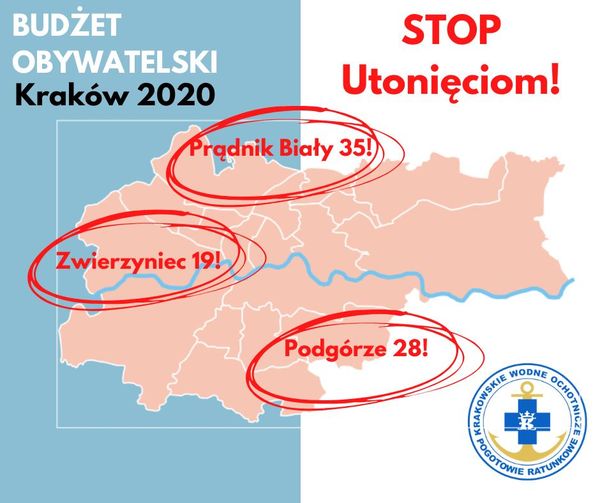 BUDŻET
OBYWATELSKI
Kraków 2020
STOP
Utonięciom!
Prądnik Biały 35!
Zwierzyniec 19!
Podgórze 28!
KRAKOWSKIE WODNE OCHOTNICZE
POGOTOWIE RATUNKOWE